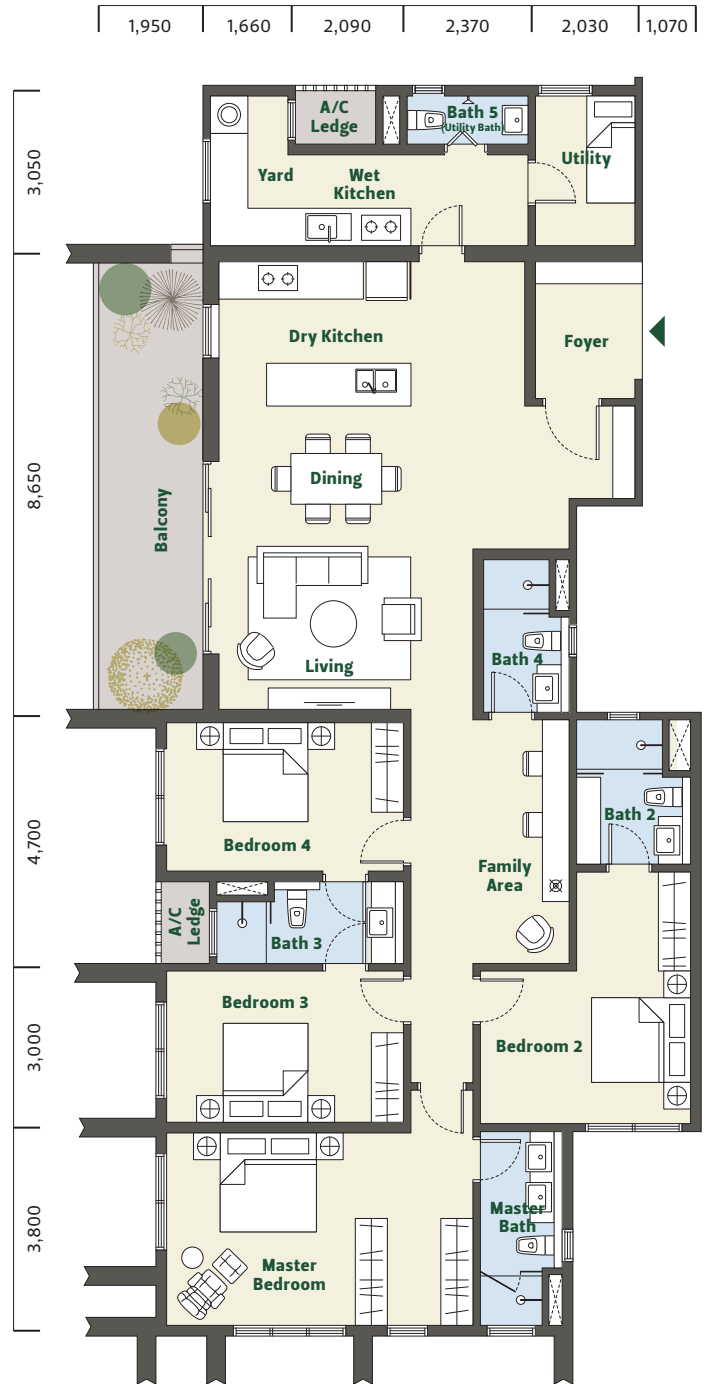 1,950
1,660
2,090
2,370
2,030
1,070
3,050
8,650
4,700
3,000
3,800
A/C
Ledge
Bath 5
(Utility Bath)
Utility
Yard
Wet
Kitchen
Dry Kitchen
Foyer
Dining
Balcony
Living
Bath 4
Bath 2
Bedroom 4
Family
Area
A/C
Ledge
Bath 3
Bedroom 3
Bedroom 2
Master
Bath
Master
Bedroom